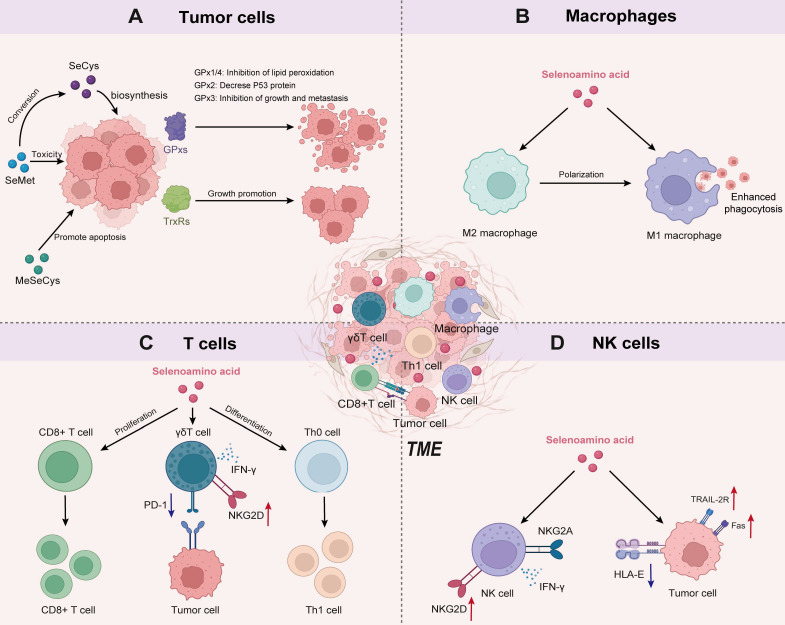 A Tumor cells
SeCys
Conversion
biosynthesis
SeMet
Toxicity
Promote apoptosis
MeSeCys
GPx1/4: Inhibition of lipid peroxidation
GPx2: Decrese P53 protein
GPx3: Inhibition of growth and metastasis
GPxs
Growth promotion
TrxRs
B Macrophages
Selenoamino acid
M2 macrophage
Polarization
M1 macrophage
Enhanced
phagocytosis
γδT cell
Macrophage
Th1 cell
CD8+T cell
NK cell
Tumor cell
TME
C T cells
Selenoamino acid
Proliferation
Differentiation
CD8+ T cell
γδT cell
Th0 cell
IFN-γ
PD-1
NKG2D
CD8+ T cell
Tumor cell
Th1 cell
D NK cells
Selenoamino acid
NKG2A
IFN-γ
NK cell
NKG2D
TRAIL-2R
Fas
HLA-E
Tumor cell